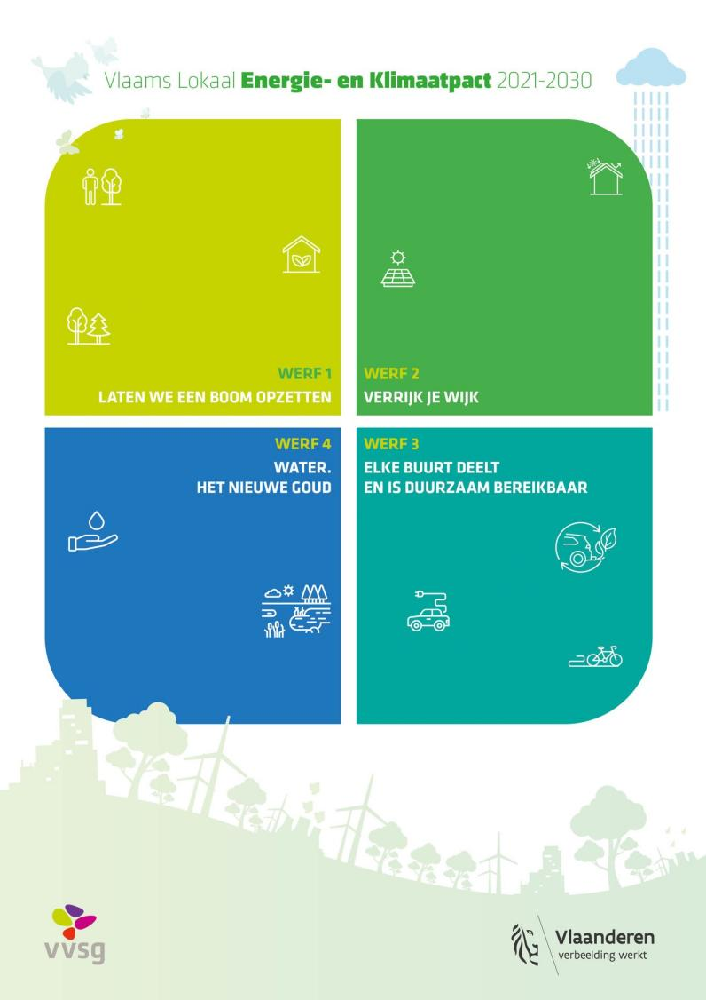 Vlaams Lokaal Energie- en Klimaatpact 2021-2030
WERF 1
LATEN WE EEN BOOM OPZETTEN
WERF 2
VERRIJK JE WIJK
WERF 4
WATER.
HET NIEUWE GOUD
WERF 3
ELKE BUURT DEELT
EN IS DUURZAAM BEREIKBAAR
vvsg
Vlaanderen
verbeelding werkt